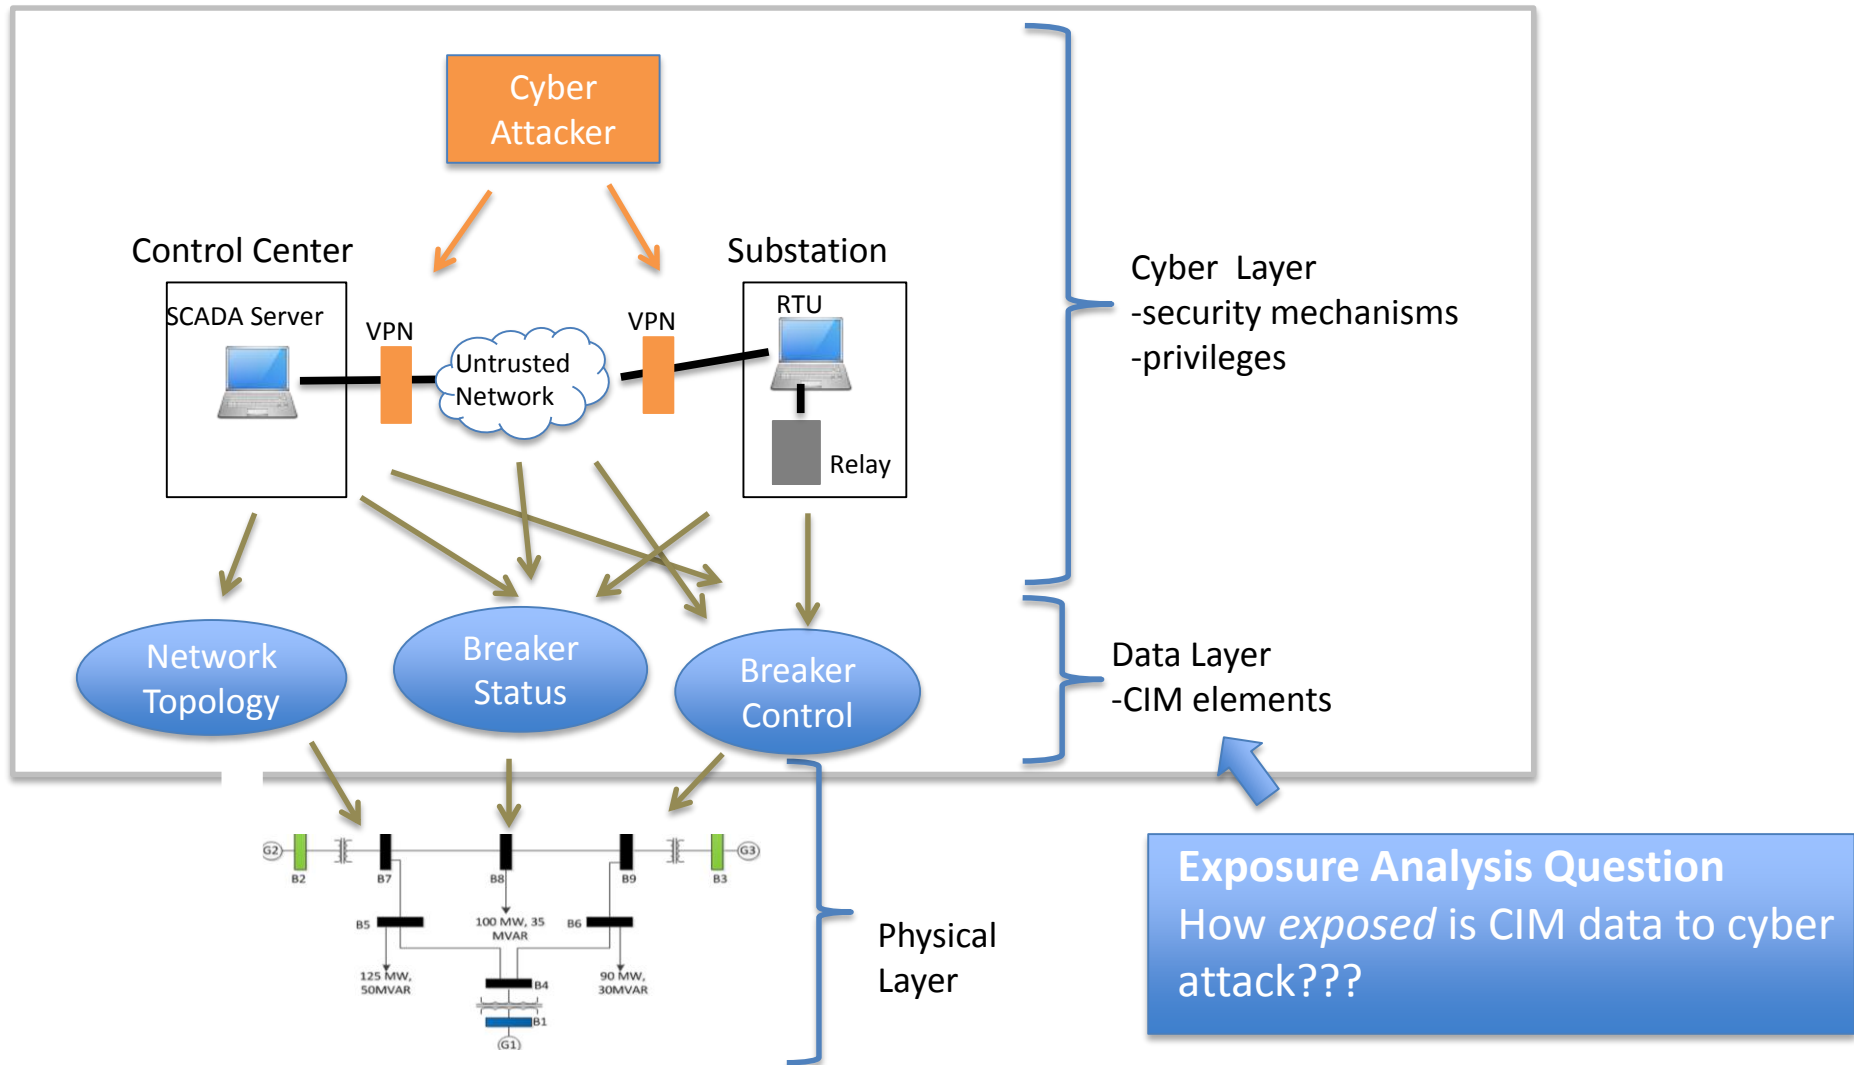 Cyber
Attacker
Control Center
Substation
SCADA Server
VPN
Untrusted
Network
VPN
RTU
Relay
Cyber  Layer
-security mechanisms
-privileges
Network
Topology
Breaker
Status
Breaker
Control
Data Layer
-CIM elements
G2
B2
B7
B8
B9
B3
G3
B5
100 MW, 35
MVAR
B6
125 MW,
50MVAR
90 MW,
30MVAR
B4
B1
G1
Physical
Layer
Exposure Analysis Question
How exposed is CIM data to cyber
attack???